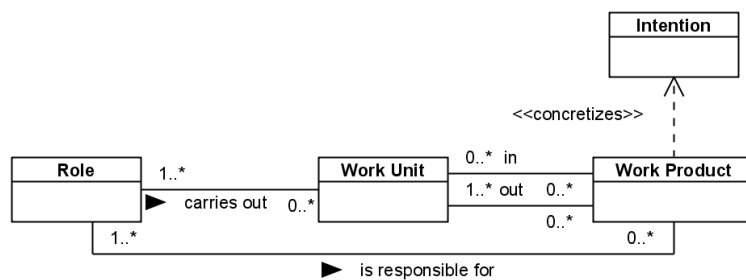 Intention
<<concretizes>>
Role
1..*
Work Unit
0..* in
Work Product
carries out
0..*
1..* out
0..*
0..*
1..*
0..*
is responsible for